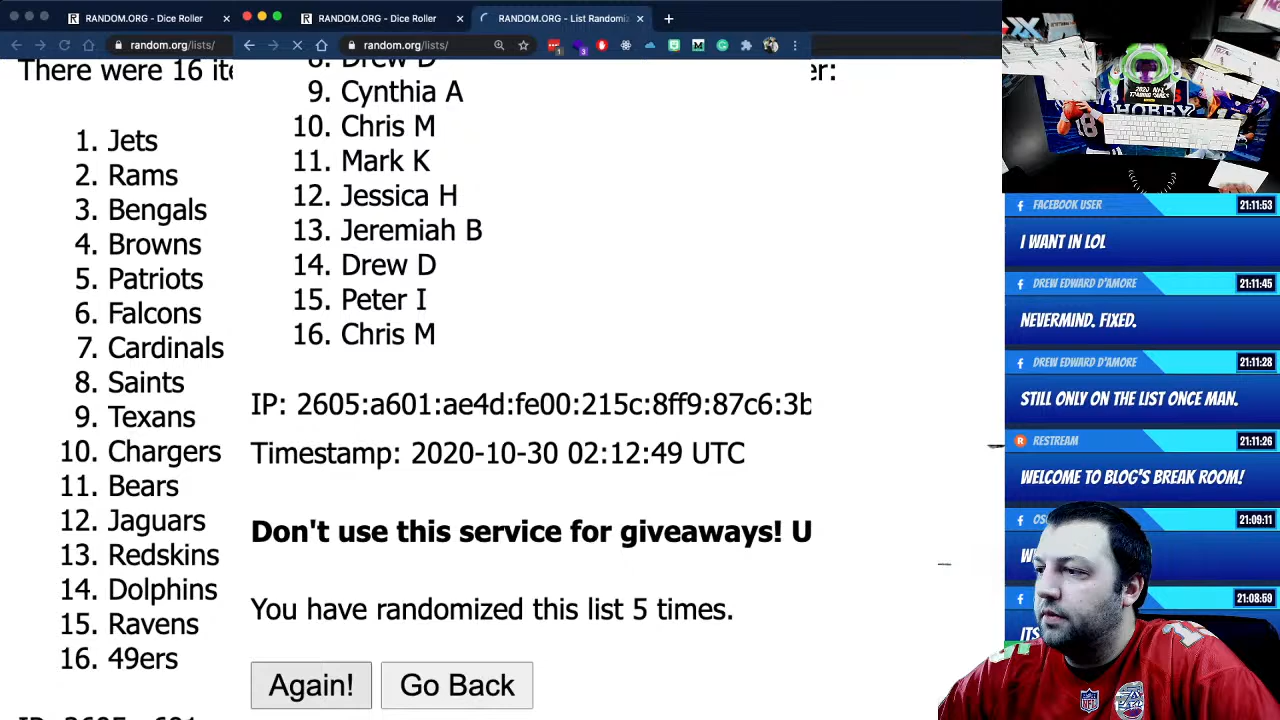 RANDOM.ORG - Dice Roller
RANDOM.ORG - Dice Roller
RANDOM.ORG - List Randomi
random.org/lists/
random.org/lists/
There were 16 ite
er:
1. Jets
2. Rams
3. Bengals
4. Browns
5. Patriots
6. Falcons
7. Cardinals
8. Saints
9. Texans
10. Chargers
11. Bears
12. Jaguars
13. Redskins
14. Dolphins
15. Ravens
16. 49ers
8. Drew D
9. Cynthia A
10. Chris M
11. Mark K
12. Jessica H
13. Jeremiah B
14. Drew D
15. Peter I
16. Chris M
IP: 2605:a601:ae4d:fe00:215c:8ff9:87c6:3b
Timestamp: 2020-10-30 02:12:49 UTC
Don't use this service for giveaways! U
You have randomized this list 5 times.
Again!
Go Back
HOBBY
FACEBOOK USER
21:11:53
I WANT IN LOL
DREW EDWARD D'AMORE
21:11:45
NEVERMIND. FIXED.
DREW EDWARD D'AMORE
21:11:28
STILL ONLY ON THE LIST ONCE MAN.
RESTREAM
21:11:26
WELCOME TO BLOG'S BREAK ROOM!
21:09:11
21:08:59
NFL